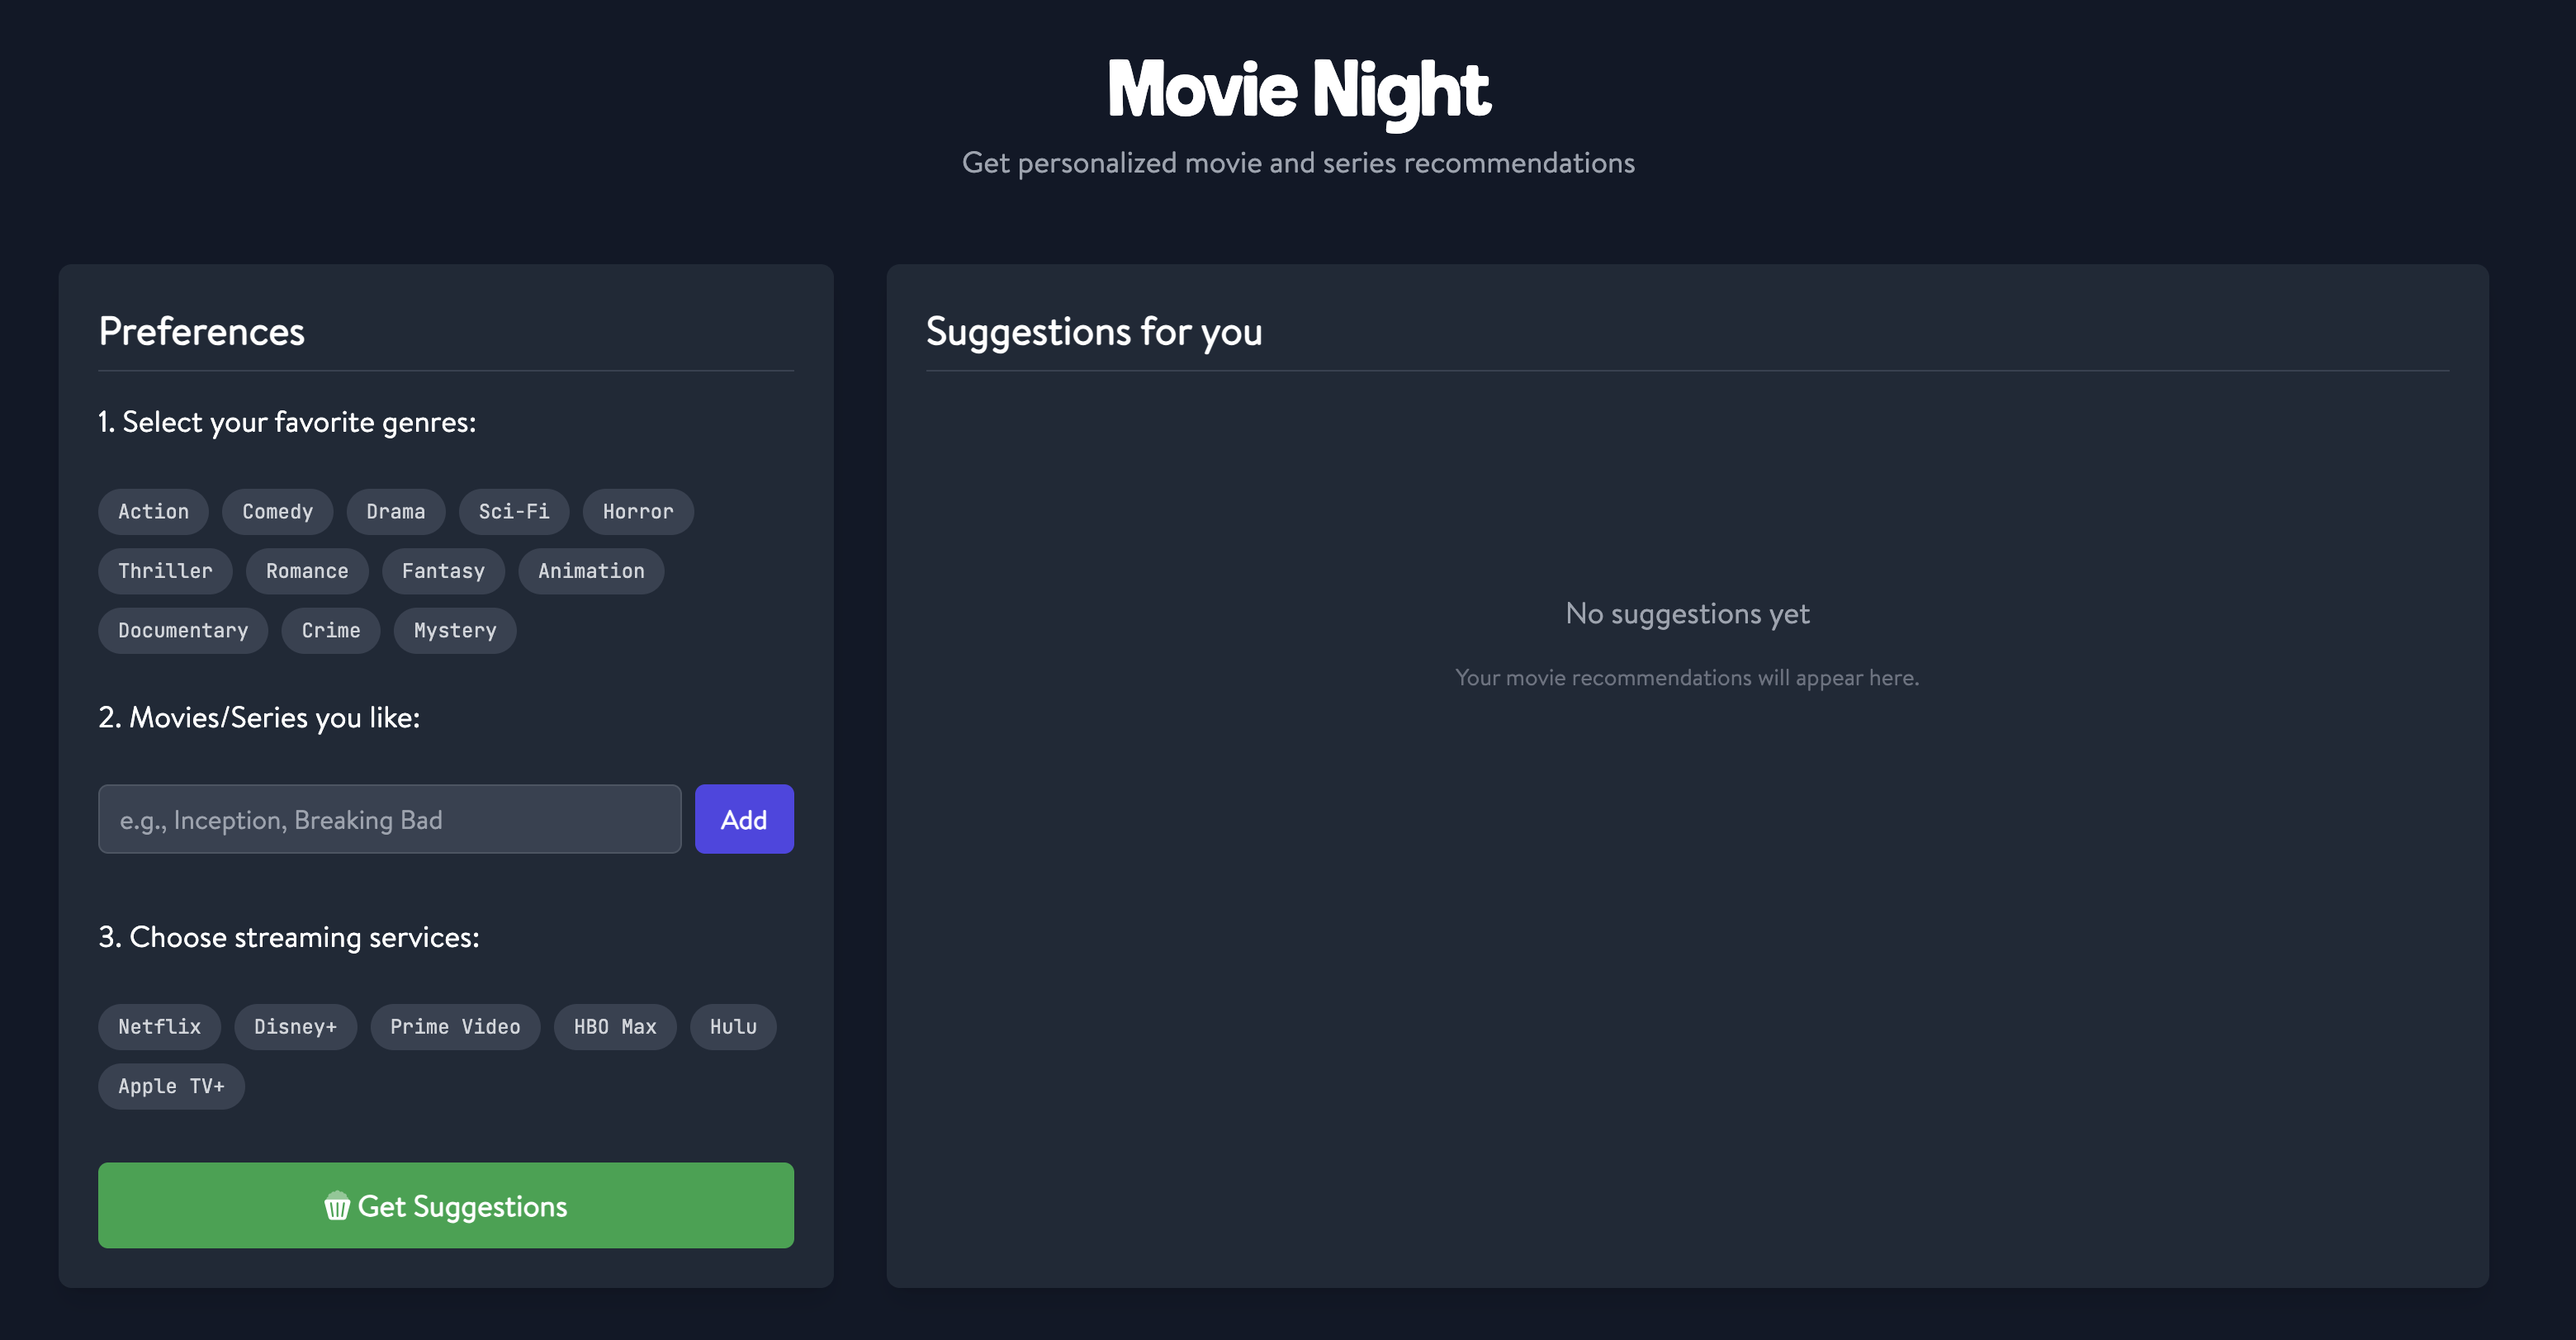 Movie Night
Get personalized movie and series recommendations
Preferences
1. Select your favorite genres:
Action Comedy Drama Sci-Fi Horror
Thriller Romance Fantasy Animation
Documentary Crime Mystery
2. Movies/Series you like:
e.g., Inception, Breaking Bad Add
3. Choose streaming services:
Netflix Disney+ Prime Video HBO Max Hulu
Apple TV+
Get Suggestions
Suggestions for you
No suggestions yet
Your movie recommendations will appear here.